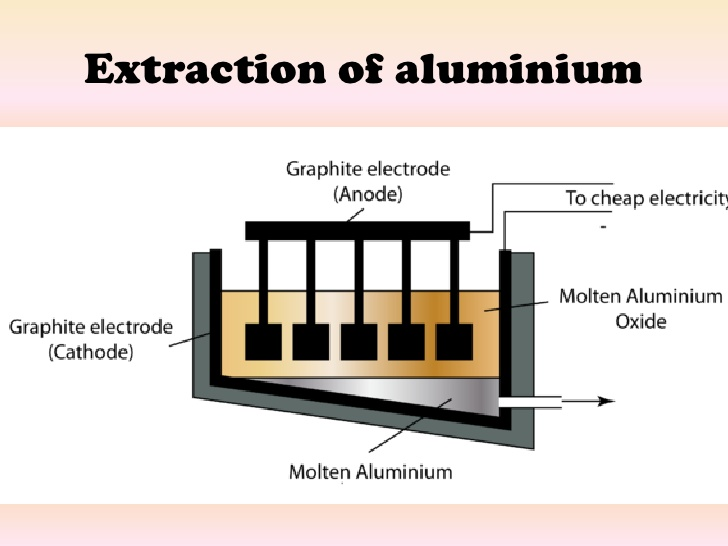 Extraction of aluminium
Graphite electrode
(Anode)
To cheap electricity
-
Molten Aluminium
Oxide
Graphite electrode
(Cathode)
Molten Aluminium